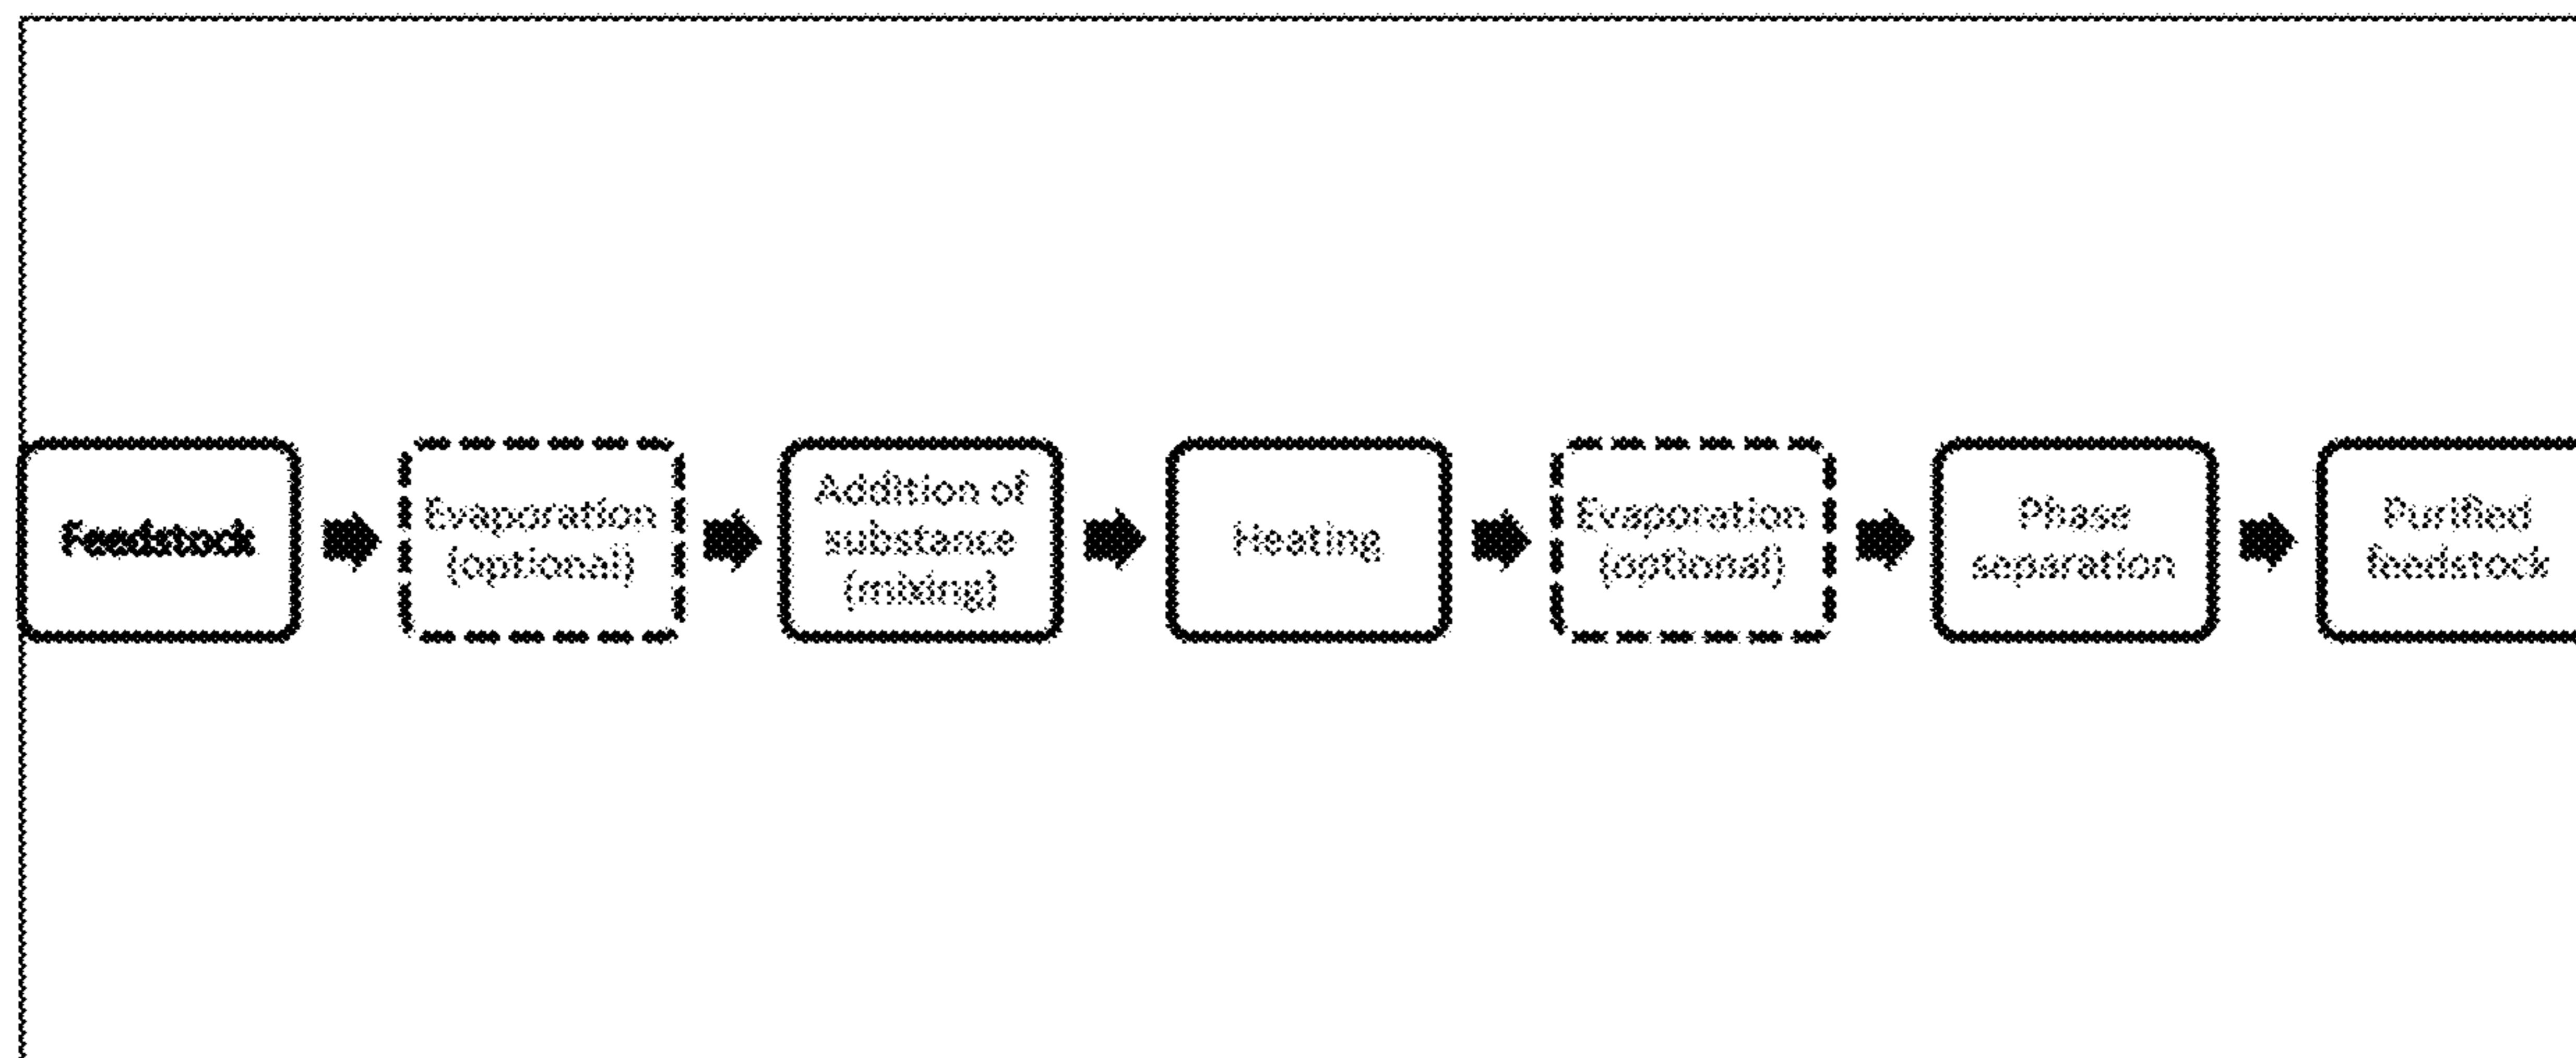 Feedstock
Evaporation
(optional)
Addition of
substance
(mixing)
Heating
Evaporation
(optional)
Phase
separation
Purified
feedstock